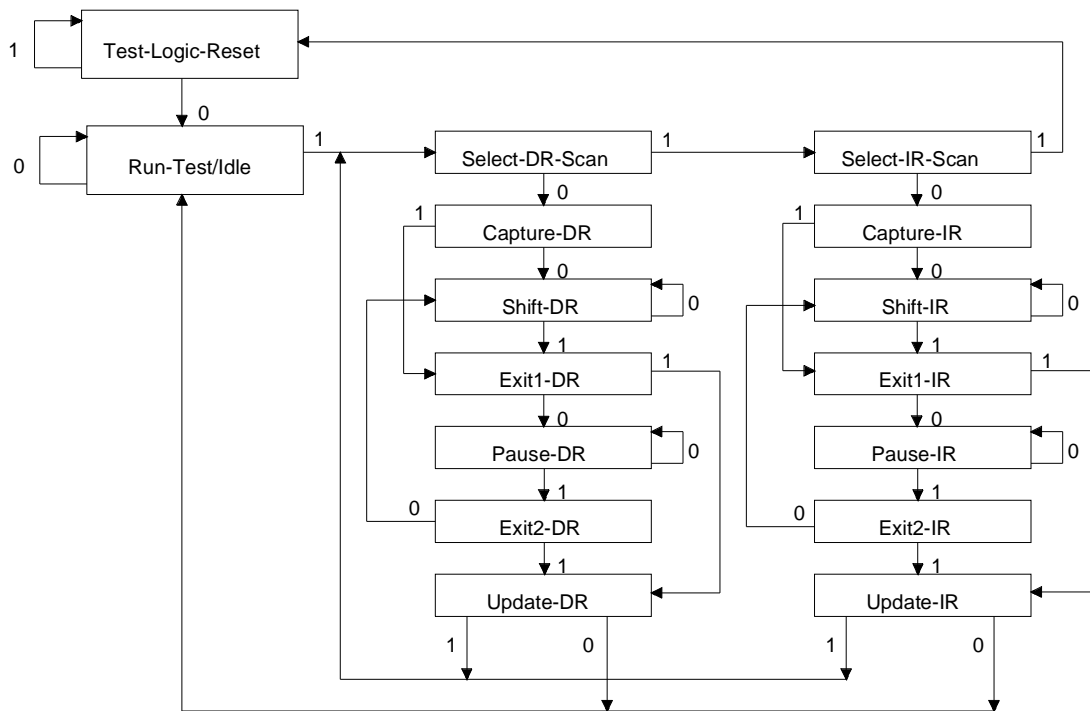 1
Test-Logic-Reset
0
0
Run-Test/Idle
1
Select-DR-Scan
1
Select-IR-Scan
1
0
0
1
Capture-DR
1
Capture-IR
0
0
Shift-DR
0
Shift-IR
0
1
1
Exit1-DR
1
Exit1-IR
1
0
0
Pause-DR
0
Pause-IR
0
1
1
0
Exit2-DR
0
Exit2-IR
1
1
Update-DR
Update-IR
1
0
1
0